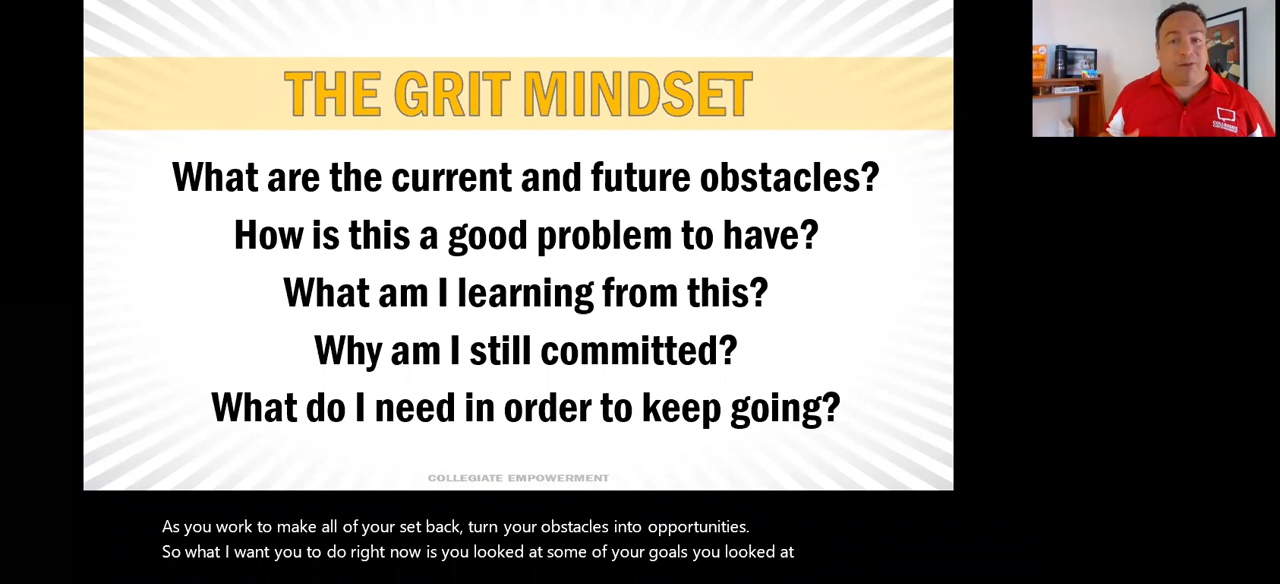 THE GRIT MINDSET
What are the current and future obstacles?
How is this a good problem to have?
What am I learning from this?
Why am I still committed?
What do I need in order to keep going?
COLLEGIATE EMPOWERMENT
As you work to make all of your set back, turn your obstacles into opportunities.
So what I want you to do right now is you looked at some of your goals you looked at